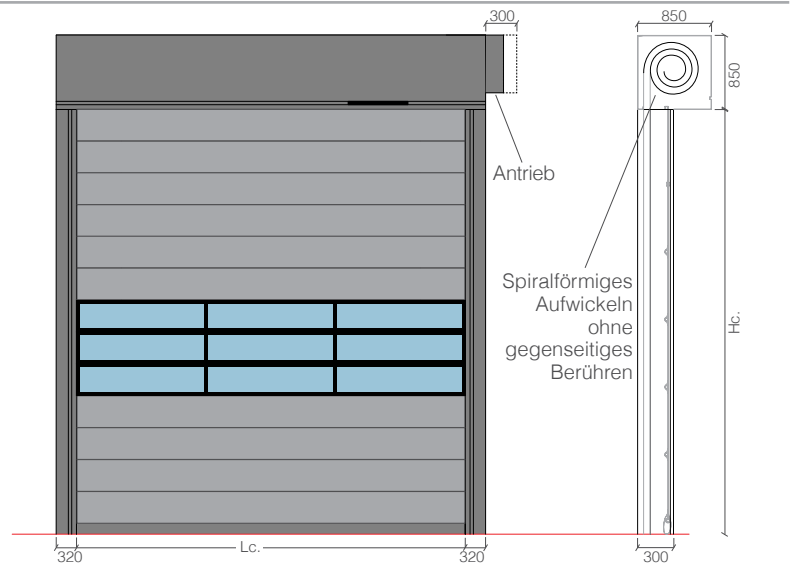 300
850
850
Antrieb
Spiralförmiges
Aufwickeln
ohne
gegenseitiges
Berühren
Hc.
320
Lc.
320
300